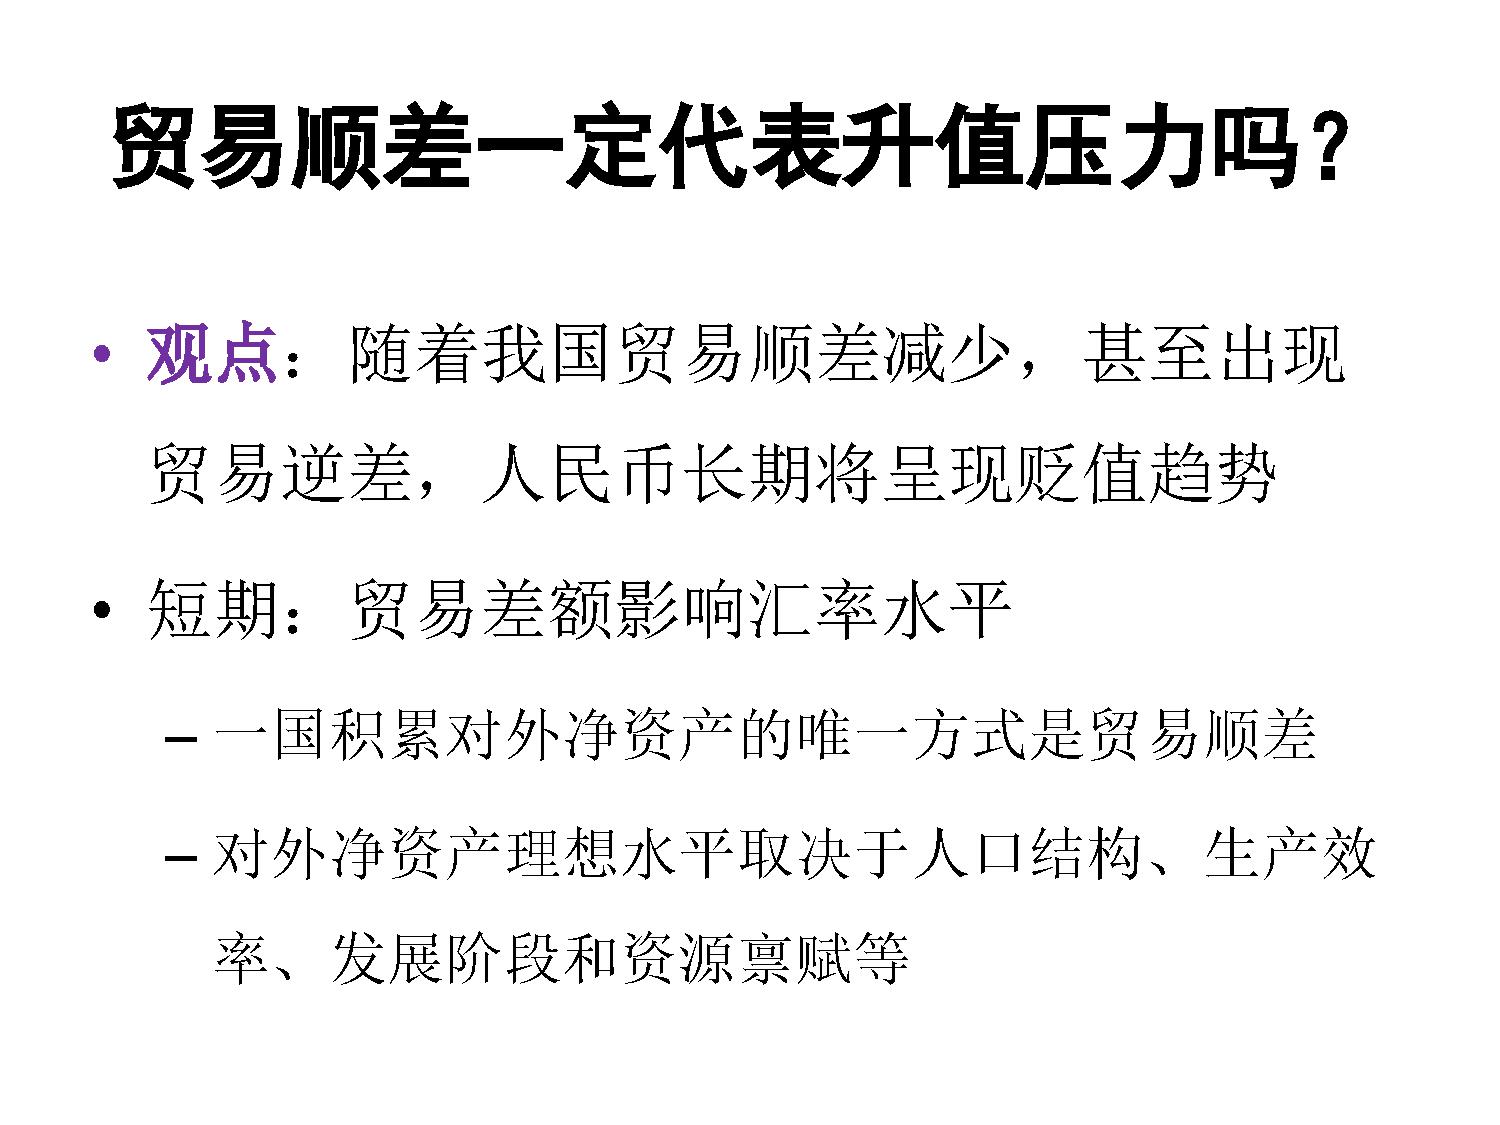 贸易顺差一定代表升值压力吗?
• 观点：随着我国贸易顺差减少，甚至出现
贸易逆差，人民币长期将呈现贬值趋势
• 短期：贸易差额影响汇率水平
– 一国积累对外净资产的唯一方式是贸易顺差
– 对外净资产理想水平取决于人口结构、生产效
率、发展阶段和资源禀赋等